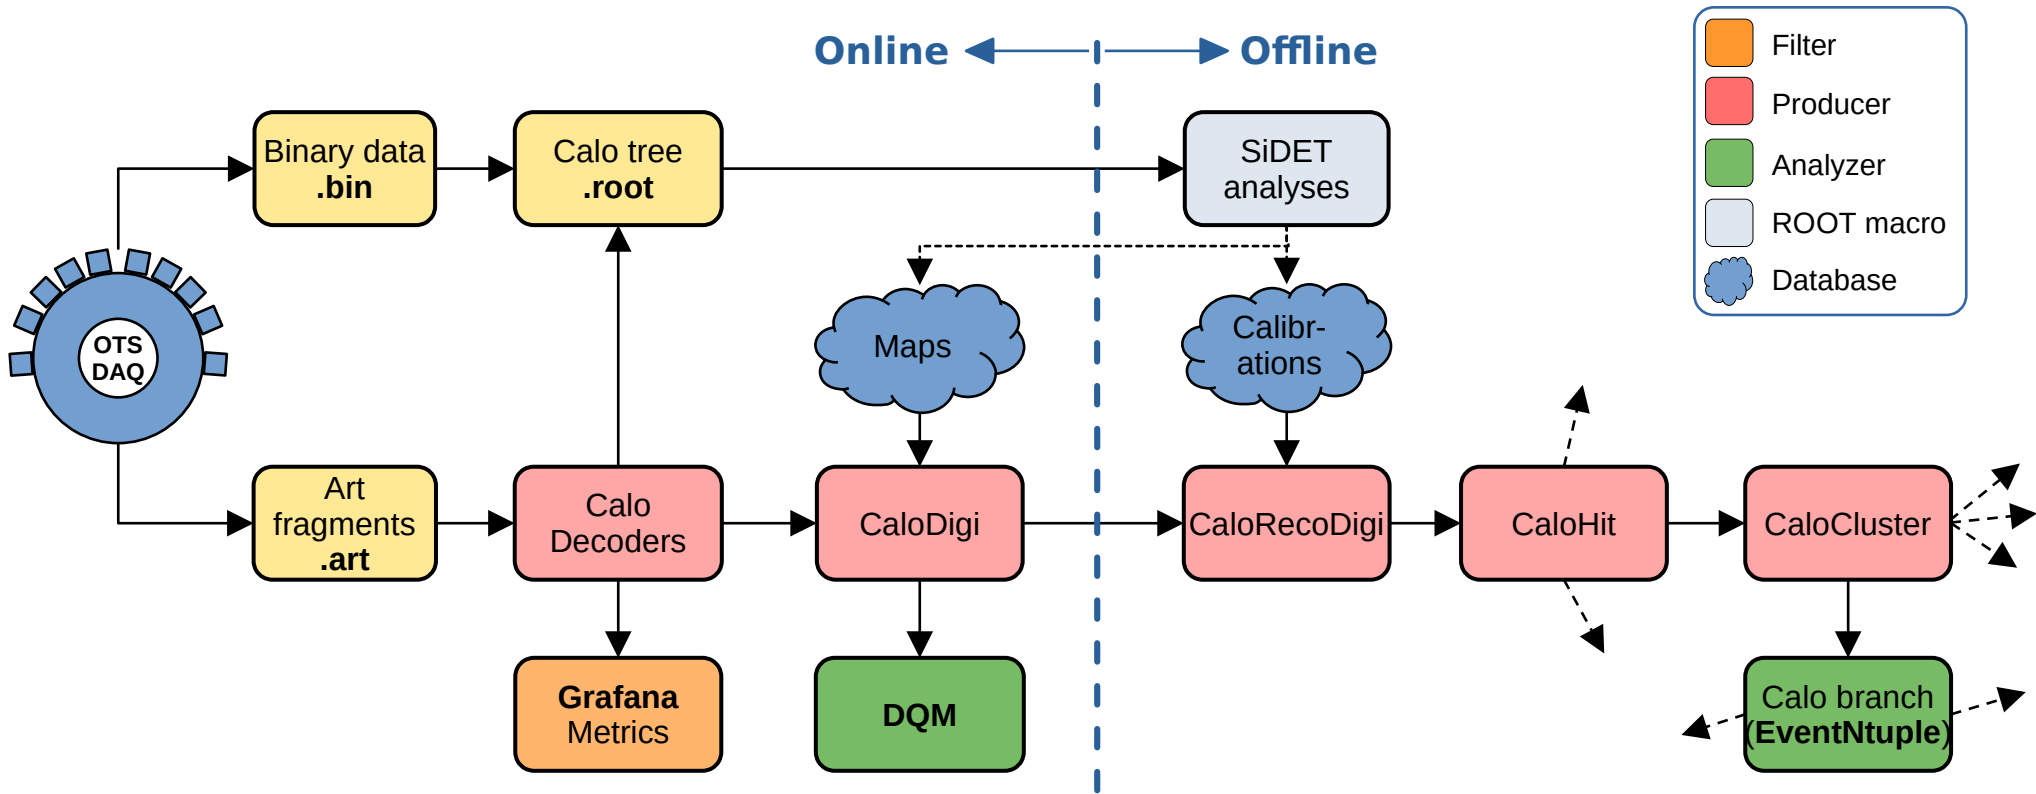 Online
Offline
Filter
Producer
Analyzer
ROOT macro
Database
Binary data
.bin
Calo tree
.root
SiDET
analyses
OTS
DAQ
Maps
Calibr-
ations
Art
fragments
.art
Calo
Decoders
CaloDigi
CaloRecoDigi
CaloHit
CaloCluster
Grafana
Metrics
DQM
Calo branch
(EventNtuple)